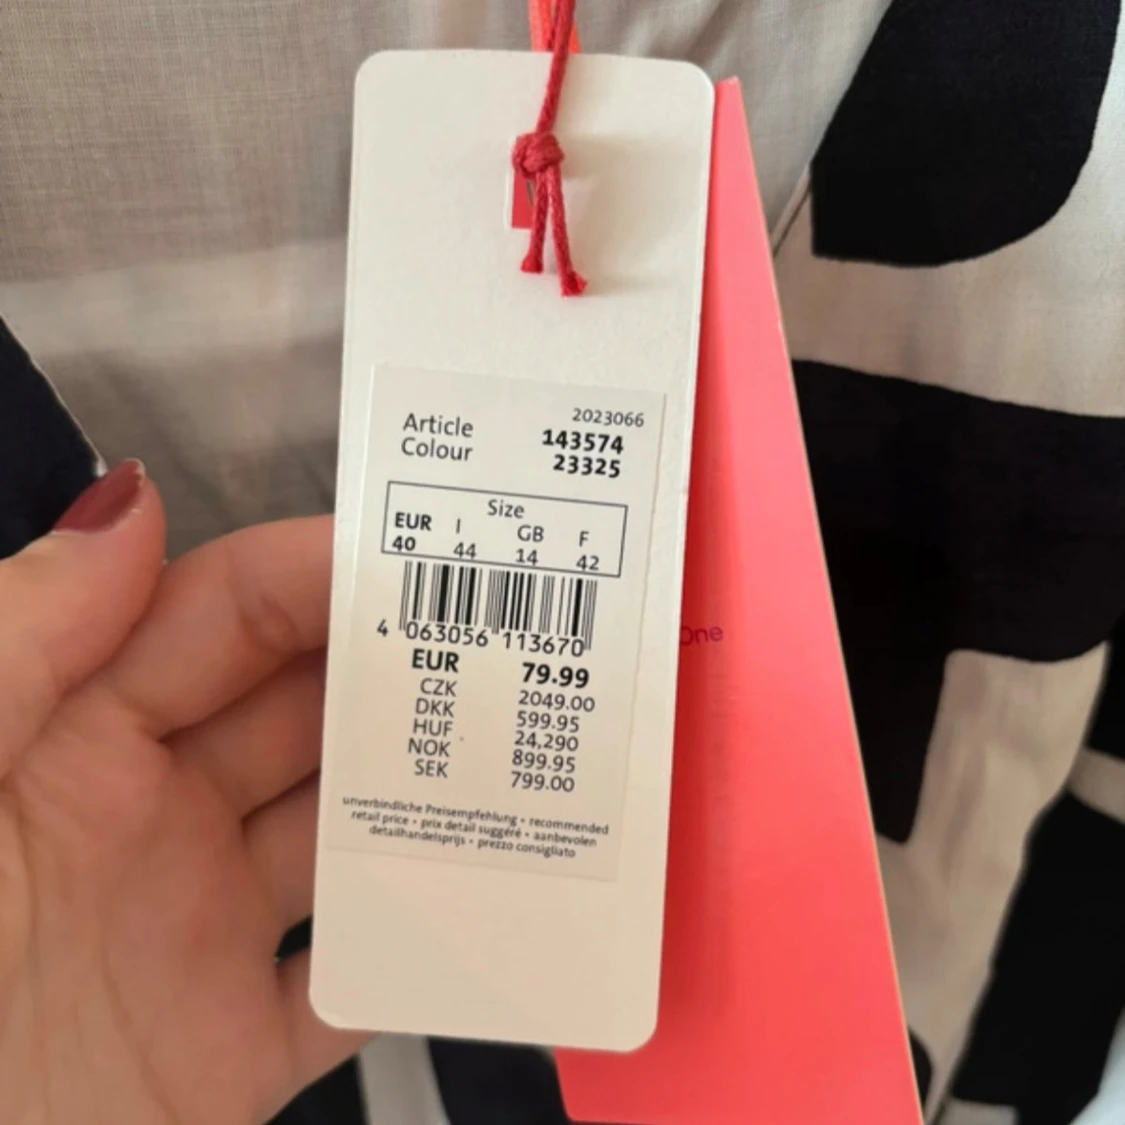 2023066
Article 143574
Colour 23325
Size
EUR I GB F
40 44 14 42
4 063056 113670
EUR 79.99
CZK 2049.00
DKK 599.95
HUF 24,290
NOK 899.95
SEK 799.00
unverbindliche Preisempfehlung • recommended
retail price • prix detail suggéré • aanbevolen
detailhandelsprijs • prezzo consigliato
One